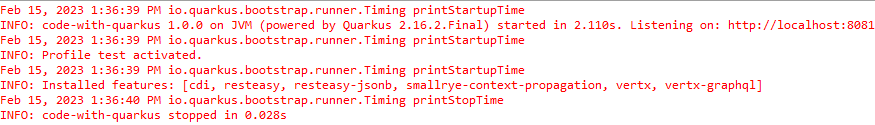 Feb 15, 2023 1:36:39 PM io.quarkus.bootstrap.runner.Timing printStartupTime
INFO: code-with-quarkus 1.0.0 on JVM (powered by Quarkus 2.16.2.Final) started in 2.110s. Listening on: http://localhost:8081
Feb 15, 2023 1:36:39 PM io.quarkus.bootstrap.runner.Timing printStartupTime
INFO: Profile test activated.
Feb 15, 2023 1:36:39 PM io.quarkus.bootstrap.runner.Timing printStartupTime
INFO: Installed features: [cdi, resteasy, resteasy-jsonb, smallrye-context-propagation, vertx, vertx-graphql]
Feb 15, 2023 1:36:40 PM io.quarkus.bootstrap.runner.Timing printStopTime
INFO: code-with-quarkus stopped in 0.028s